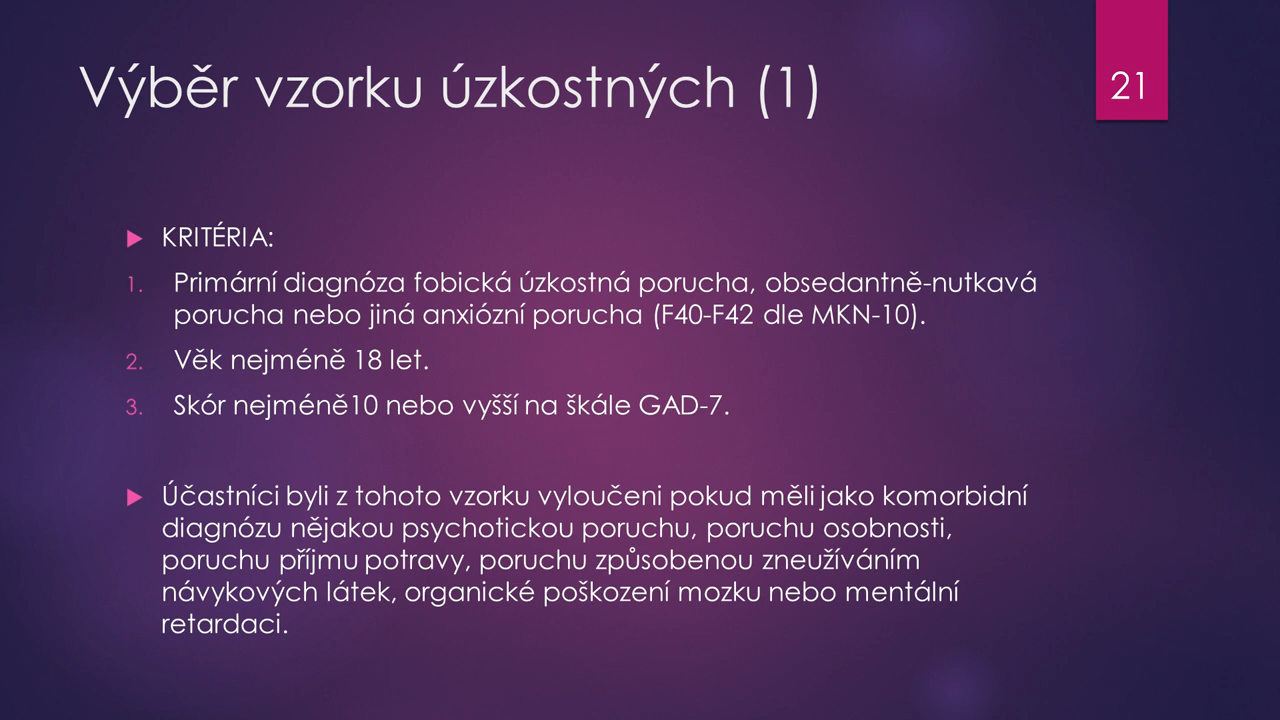 Výběr vzorku úzkostných (1)
21
KRITÉRIA:
1. Primární diagnóza fobická úzkostná porucha, obsedantně-nutkavá
porucha nebo jiná anxiózní porucha (F40-F42 dle MKN-10).
2. Věk nejméně 18 let.
3. Skór nejméně10 nebo vyšší na škále GAD-7.
Účastníci byli z tohoto vzorku vyloučeni pokud měli jako komorbidní
diagnózu nějakou psychotickou poruchu, poruchu osobnosti,
poruchu příjmu potravy, poruchu způsobenou zneužíváním
návykových látek, organické poškození mozku nebo mentální
retardaci.